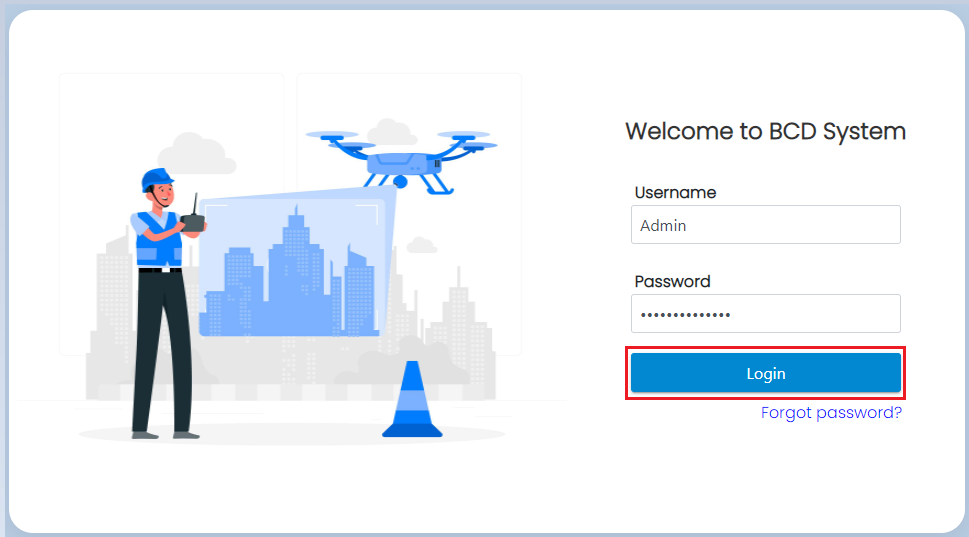 Welcome to BCD System
Username
Admin
Password
••••••••••••••
Login
Forgot password?